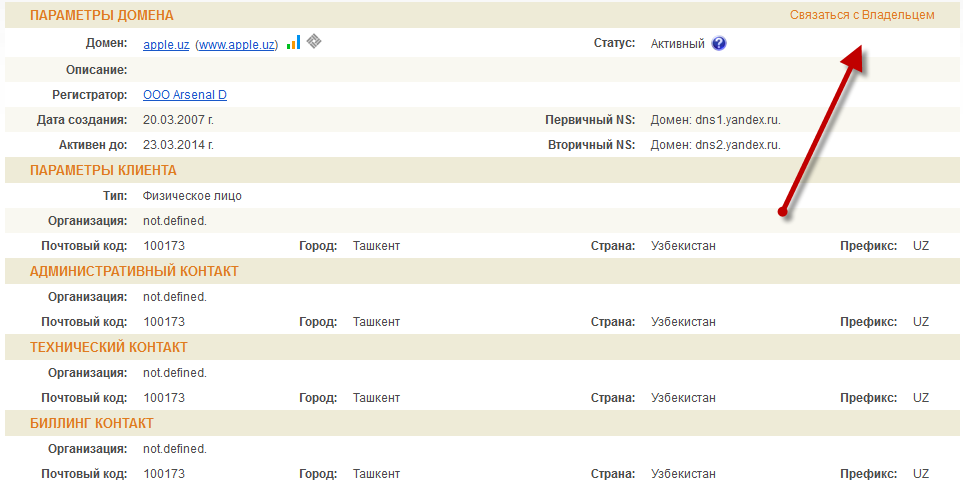 ПАРАМЕТРЫ ДОМЕНА Связаться с Владельцем
Домен: apple.uz (www.apple.uz) Статус: Активный ?
Описание:
Регистратор: ООО Arsenal D
Дата создания: 20.03.2007 г. Первичный NS: Домен: dns1.yandex.ru.
Активен до: 23.03.2014 г. Вторичный NS: Домен: dns2.yandex.ru.
ПАРАМЕТРЫ КЛИЕНТА
Тип: Физическое лицо
Организация: not.defined.
Почтовый код: 100173 Город: Ташкент Страна: Узбекистан Префикс: UZ
АДМИНИСТРАТИВНЫЙ КОНТАКТ
Организация: not.defined.
Почтовый код: 100173 Город: Ташкент Страна: Узбекистан Префикс: UZ
ТЕХНИЧЕСКИЙ КОНТАКТ
Организация: not.defined.
Почтовый код: 100173 Город: Ташкент Страна: Узбекистан Префикс: UZ
БИЛЛИНГ КОНТАКТ
Организация: not.defined.
Почтовый код: 100173 Город: Ташкент Страна: Узбекистан Префикс: UZ